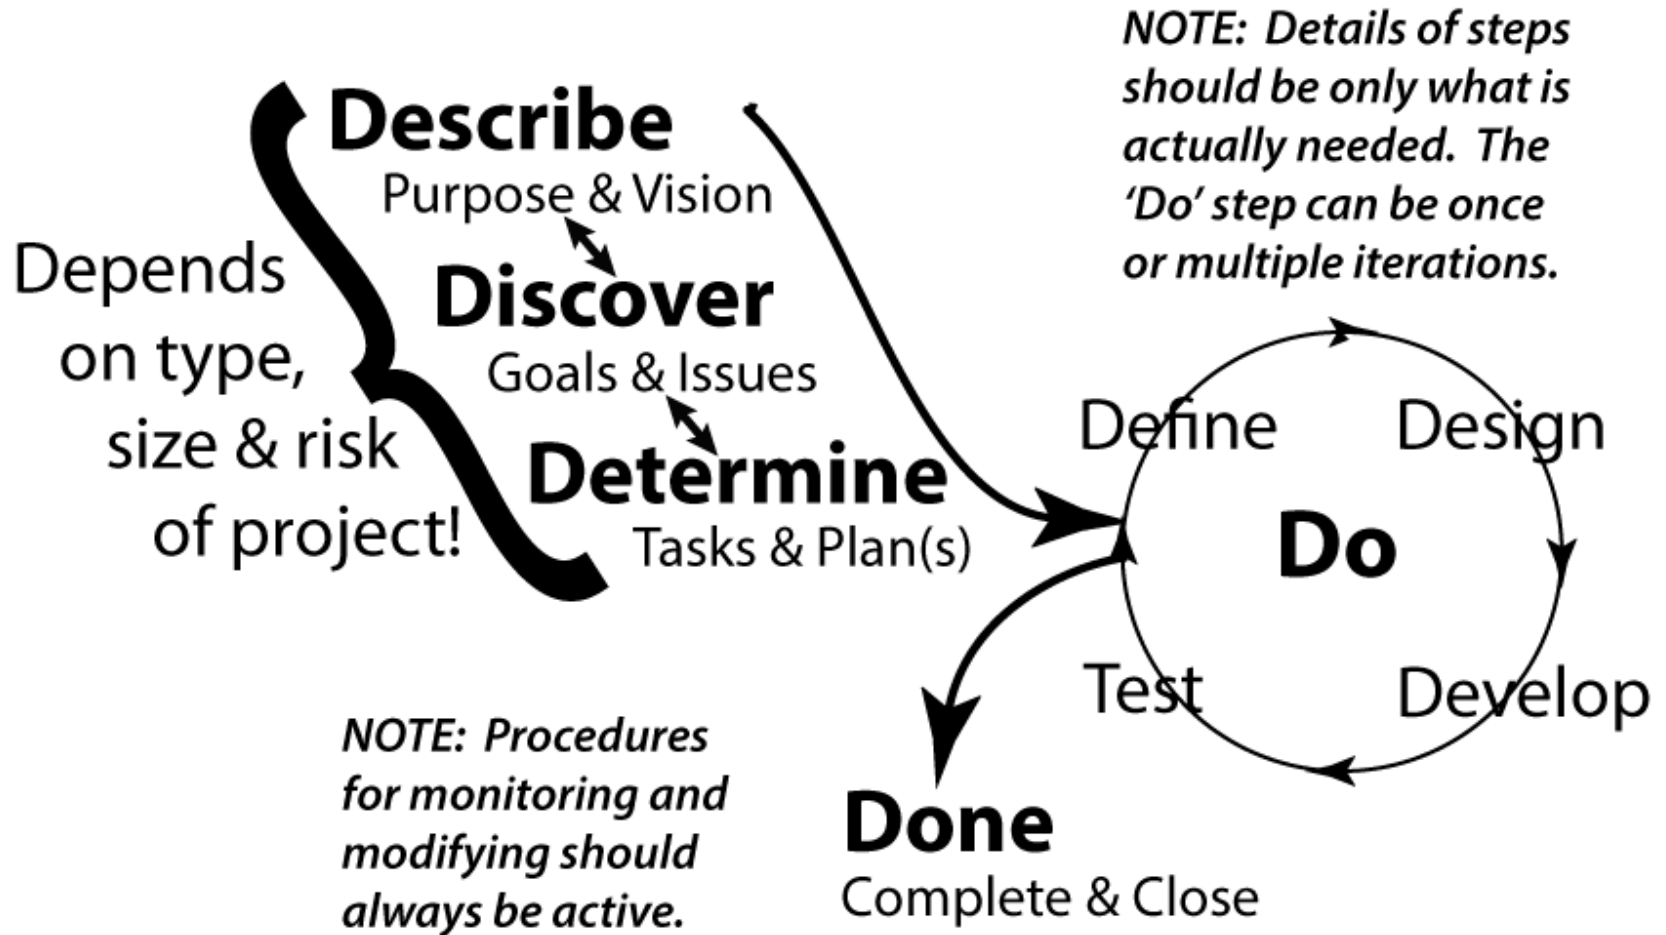 Describe
Purpose & Vision
Discover
Goals & Issues
Determine
Tasks & Plan(s)
Depends
on type,
size & risk
of project!
NOTE:  Details of steps
should be only what is
actually needed.  The
‘Do’ step can be once
or multiple iterations.
Define
Design
Do
Test
Develop
Done
Complete & Close
NOTE:  Procedures
for monitoring and
modifying should
always be active.